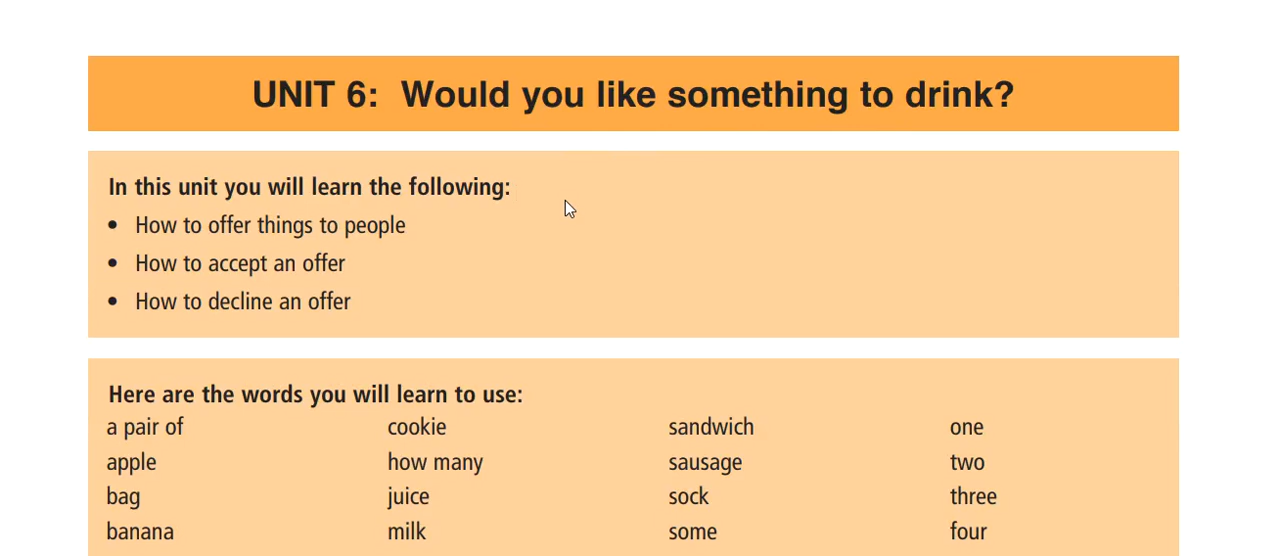 UNIT 6: Would you like something to drink?
In this unit you will learn the following:
• How to offer things to people
• How to accept an offer
• How to decline an offer
Here are the words you will learn to use:
a pair of cookie sandwich one
apple how many sausage two
bag juice sock three
banana milk some four